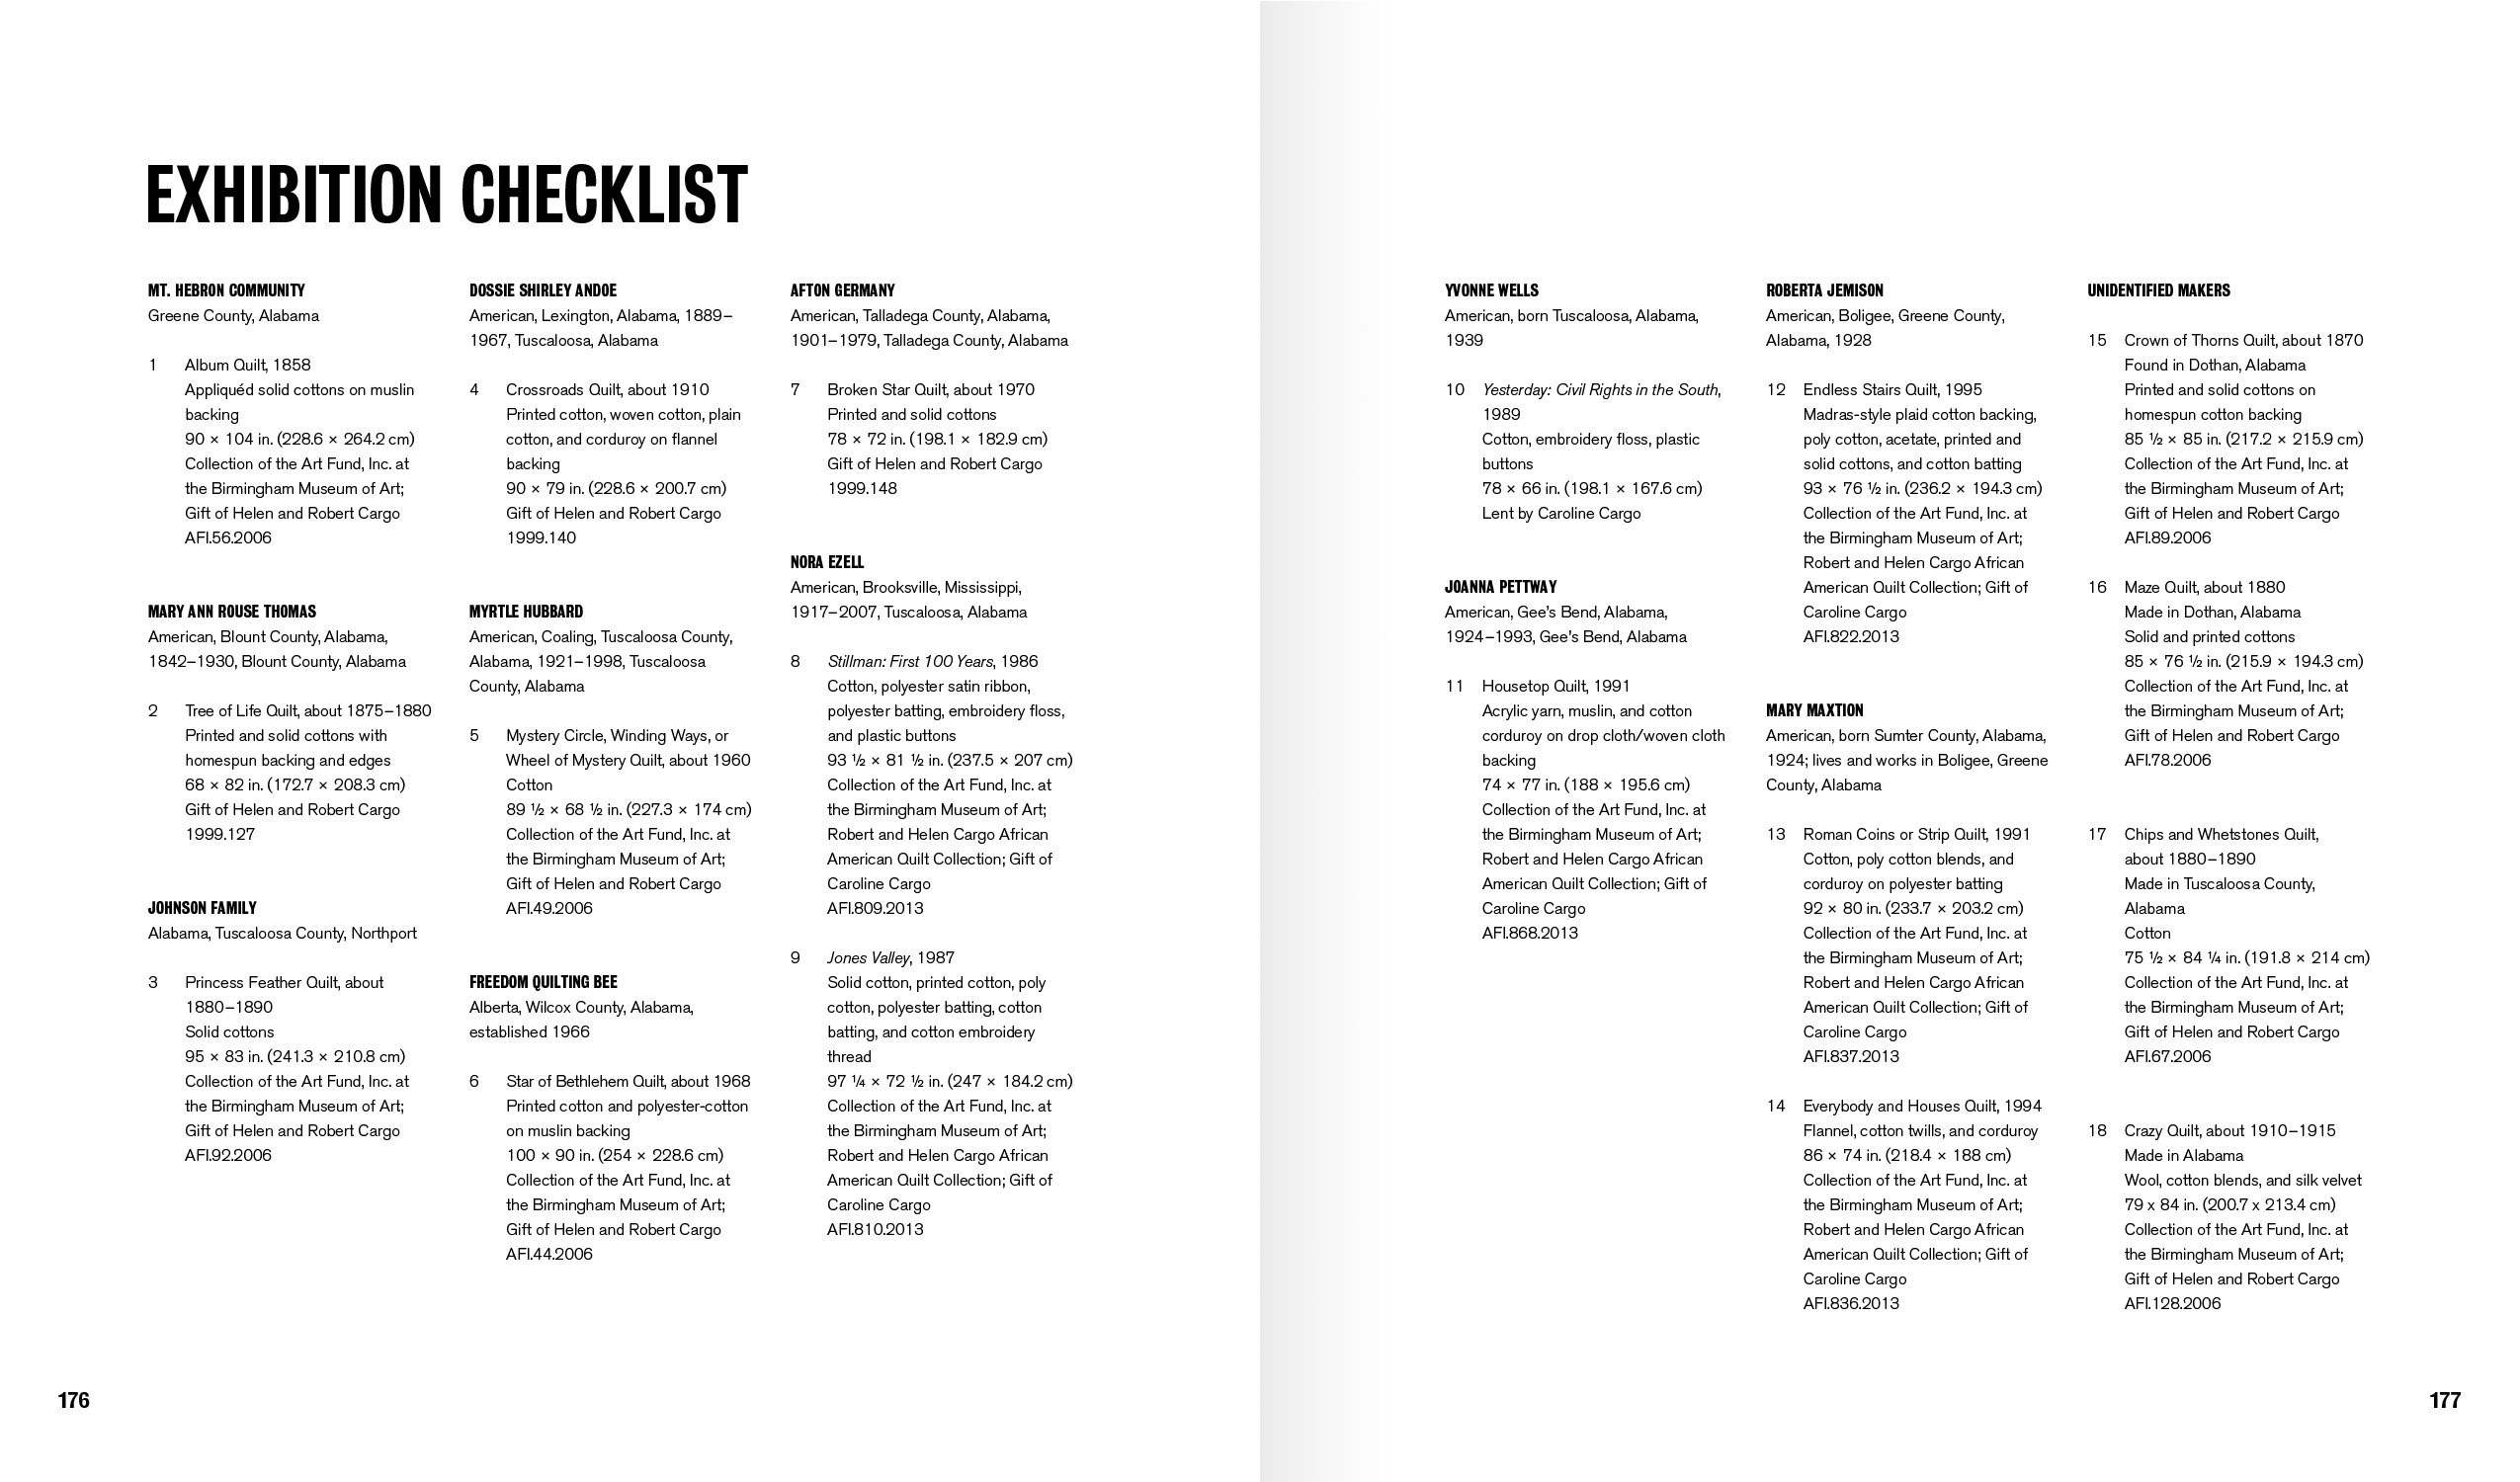 EXHIBITION CHECKLIST
MT. HEBRON COMMUNITY
Greene County, Alabama
1 Album Quilt, 1858
Appliquéd solid cottons on muslin
backing
90 × 104 in. (228.6 × 264.2 cm)
Collection of the Art Fund, Inc. at
the Birmingham Museum of Art;
Gift of Helen and Robert Cargo
AFI.56.2006
MARY ANN ROUSE THOMAS
American, Blount County, Alabama,
1842–1930, Blount County, Alabama
2 Tree of Life Quilt, about 1875–1880
Printed and solid cottons with
homespun backing and edges
68 × 82 in. (172.7 × 208.3 cm)
Gift of Helen and Robert Cargo
1999.127
JOHNSON FAMILY
Alabama, Tuscaloosa County, Northport
3 Princess Feather Quilt, about
1880–1890
Solid cottons
95 × 83 in. (241.3 × 210.8 cm)
Collection of the Art Fund, Inc. at
the Birmingham Museum of Art;
Gift of Helen and Robert Cargo
AFI.92.2006
DOSSIE SHIRLEY ANDOE
American, Lexington, Alabama, 1889–
1967, Tuscaloosa, Alabama
4 Crossroads Quilt, about 1910
Printed cotton, woven cotton, plain
cotton, and corduroy on flannel
backing
90 × 79 in. (228.6 × 200.7 cm)
Gift of Helen and Robert Cargo
1999.140
MYRTLE HUBBARD
American, Coaling, Tuscaloosa County,
Alabama, 1921–1998, Tuscaloosa
County, Alabama
5 Mystery Circle, Winding Ways, or
Wheel of Mystery Quilt, about 1960
Cotton
89 ½ × 68 ½ in. (227.3 × 174 cm)
Collection of the Art Fund, Inc. at
the Birmingham Museum of Art;
Gift of Helen and Robert Cargo
AFI.49.2006
FREEDOM QUILTING BEE
Alberta, Wilcox County, Alabama,
established 1966
6 Star of Bethlehem Quilt, about 1968
Printed cotton and polyester-cotton
on muslin backing
100 × 90 in. (254 × 228.6 cm)
Collection of the Art Fund, Inc. at
the Birmingham Museum of Art;
Gift of Helen and Robert Cargo
AFI.44.2006
AFTON GERMANY
American, Talladega County, Alabama,
1901–1979, Talladega County, Alabama
7 Broken Star Quilt, about 1970
Printed and solid cottons
78 × 72 in. (198.1 × 182.9 cm)
Gift of Helen and Robert Cargo
1999.148
NORA EZELL
American, Brooksville, Mississippi,
1917–2007, Tuscaloosa, Alabama
8 Stillman: First 100 Years, 1986
Cotton, polyester satin ribbon,
polyester batting, embroidery floss,
and plastic buttons
93 ½ × 81 ½ in. (237.5 × 207 cm)
Collection of the Art Fund, Inc. at
the Birmingham Museum of Art;
Robert and Helen Cargo African
American Quilt Collection; Gift of
Caroline Cargo
AFI.809.2013
9 Jones Valley, 1987
Solid cotton, printed cotton, poly
cotton, polyester batting, cotton
batting, and cotton embroidery
thread
97 ¼ × 72 ½ in. (247 × 184.2 cm)
Collection of the Art Fund, Inc. at
the Birmingham Museum of Art;
Robert and Helen Cargo African
American Quilt Collection; Gift of
Caroline Cargo
AFI.810.2013
176
YVONNE WELLS
American, born Tuscaloosa, Alabama,
1939
10 Yesterday: Civil Rights in the South,
1989
Cotton, embroidery floss, plastic
buttons
78 × 66 in. (198.1 × 167.6 cm)
Lent by Caroline Cargo
JOANNA PETTWAY
American, Gee's Bend, Alabama,
1924–1993, Gee's Bend, Alabama
11 Housetop Quilt, 1991
Acrylic yarn, muslin, and cotton
corduroy on drop cloth/woven cloth
backing
74 × 77 in. (188 × 195.6 cm)
Collection of the Art Fund, Inc. at
the Birmingham Museum of Art;
Robert and Helen Cargo African
American Quilt Collection; Gift of
Caroline Cargo
AFI.868.2013
ROBERTA JEMISON
American, Boligee, Greene County,
Alabama, 1928
12 Endless Stairs Quilt, 1995
Madras-style plaid cotton backing,
poly cotton, acetate, printed and
solid cottons, and cotton batting
93 × 76 ½ in. (236.2 × 194.3 cm)
Collection of the Art Fund, Inc. at
the Birmingham Museum of Art;
Robert and Helen Cargo African
American Quilt Collection; Gift of
Caroline Cargo
AFI.822.2013
MARY MAXTION
American, born Sumter County, Alabama,
1924; lives and works in Boligee, Greene
County, Alabama
13 Roman Coins or Strip Quilt, 1991
Cotton, poly cotton blends, and
corduroy on polyester batting
92 × 80 in. (233.7 × 203.2 cm)
Collection of the Art Fund, Inc. at
the Birmingham Museum of Art;
Robert and Helen Cargo African
American Quilt Collection; Gift of
Caroline Cargo
AFI.837.2013
14 Everybody and Houses Quilt, 1994
Flannel, cotton twills, and corduroy
86 × 74 in. (218.4 × 188 cm)
Collection of the Art Fund, Inc. at
the Birmingham Museum of Art;
Robert and Helen Cargo African
American Quilt Collection; Gift of
Caroline Cargo
AFI.836.2013
UNIDENTIFIED MAKERS
15 Crown of Thorns Quilt, about 1870
Found in Dothan, Alabama
Printed and solid cottons on
homespun cotton backing
85 ½ × 85 in. (217.2 × 215.9 cm)
Collection of the Art Fund, Inc. at
the Birmingham Museum of Art;
Gift of Helen and Robert Cargo
AFI.89.2006
16 Maze Quilt, about 1880
Made in Dothan, Alabama
Solid and printed cottons
85 × 76 ½ in. (215.9 × 194.3 cm)
Collection of the Art Fund, Inc. at
the Birmingham Museum of Art;
Gift of Helen and Robert Cargo
AFI.78.2006
17 Chips and Whetstones Quilt,
about 1880–1890
Made in Tuscaloosa County,
Alabama
Cotton
75 ½ × 84 ¼ in. (191.8 × 214 cm)
Collection of the Art Fund, Inc. at
the Birmingham Museum of Art;
Gift of Helen and Robert Cargo
AFI.67.2006
18 Crazy Quilt, about 1910–1915
Made in Alabama
Wool, cotton blends, and silk velvet
79 x 84 in. (200.7 x 213.4 cm)
Collection of the Art Fund, Inc. at
the Birmingham Museum of Art;
Gift of Helen and Robert Cargo
AFI.128.2006
177